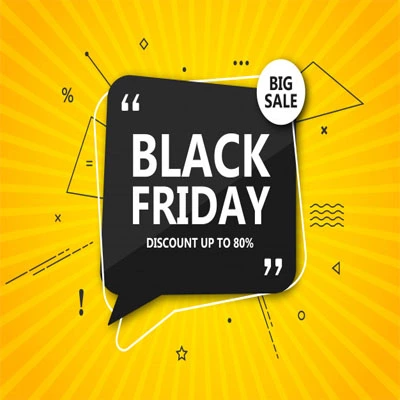 BIG
SALE
“
BLACK
FRIDAY
DISCOUNT UP TO 80%
”
%
=
!